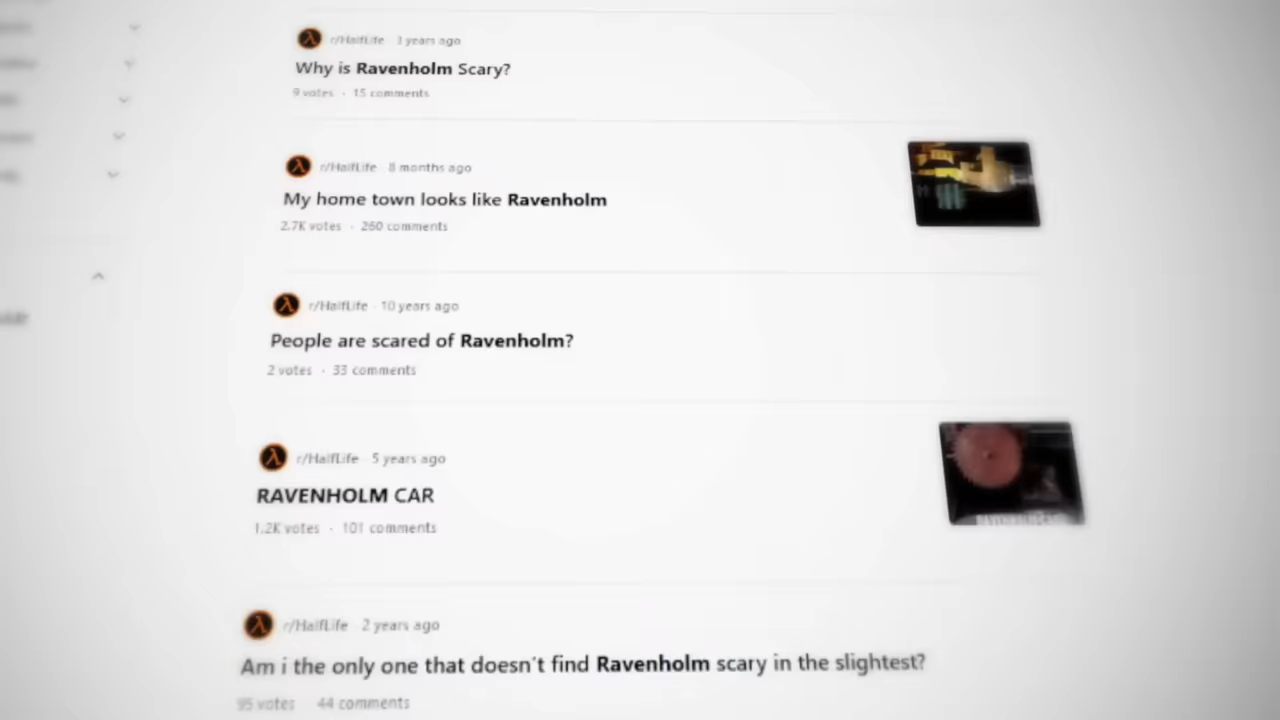 r/HalfLife · 3 years ago
Why is Ravenholm Scary?
9 votes · 15 comments
r/HalfLife · 8 months ago
My home town looks like Ravenholm
2.7K votes · 260 comments
r/HalfLife · 10 years ago
People are scared of Ravenholm?
2 votes · 33 comments
r/HalfLife · 5 years ago
RAVENHOLM CAR
1.2K votes · 101 comments
r/HalfLife · 2 years ago
Am i the only one that doesn't find Ravenholm scary in the slightest?
95 votes · 44 comments